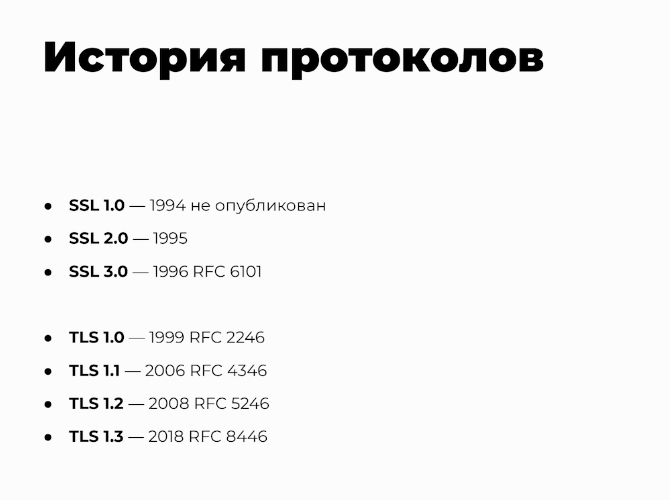 История протоколов
● SSL 1.0 — 1994 не опубликован
● SSL 2.0 — 1995
● SSL 3.0 — 1996 RFC 6101
● TLS 1.0 — 1999 RFC 2246
● TLS 1.1 — 2006 RFC 4346
● TLS 1.2 — 2008 RFC 5246
● TLS 1.3 — 2018 RFC 8446